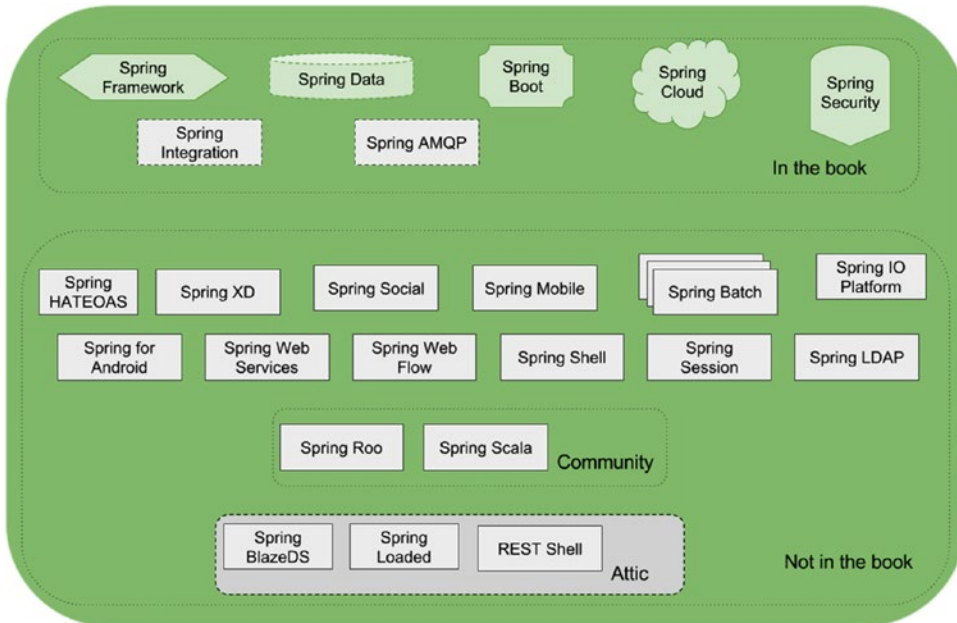 Spring
Framework
Spring Data
Spring
Boot
Spring
Cloud
Spring
Security
Spring
Integration
Spring AMQP
In the book
Spring
HATEOAS
Spring XD
Spring Social
Spring Mobile
Spring Batch
Spring IO
Platform
Spring for
Android
Spring Web
Services
Spring Web
Flow
Spring Shell
Spring
Session
Spring LDAP
Spring Roo
Spring Scala
Community
Spring
BlazeDS
Spring
Loaded
REST Shell
Attic
Not in the book